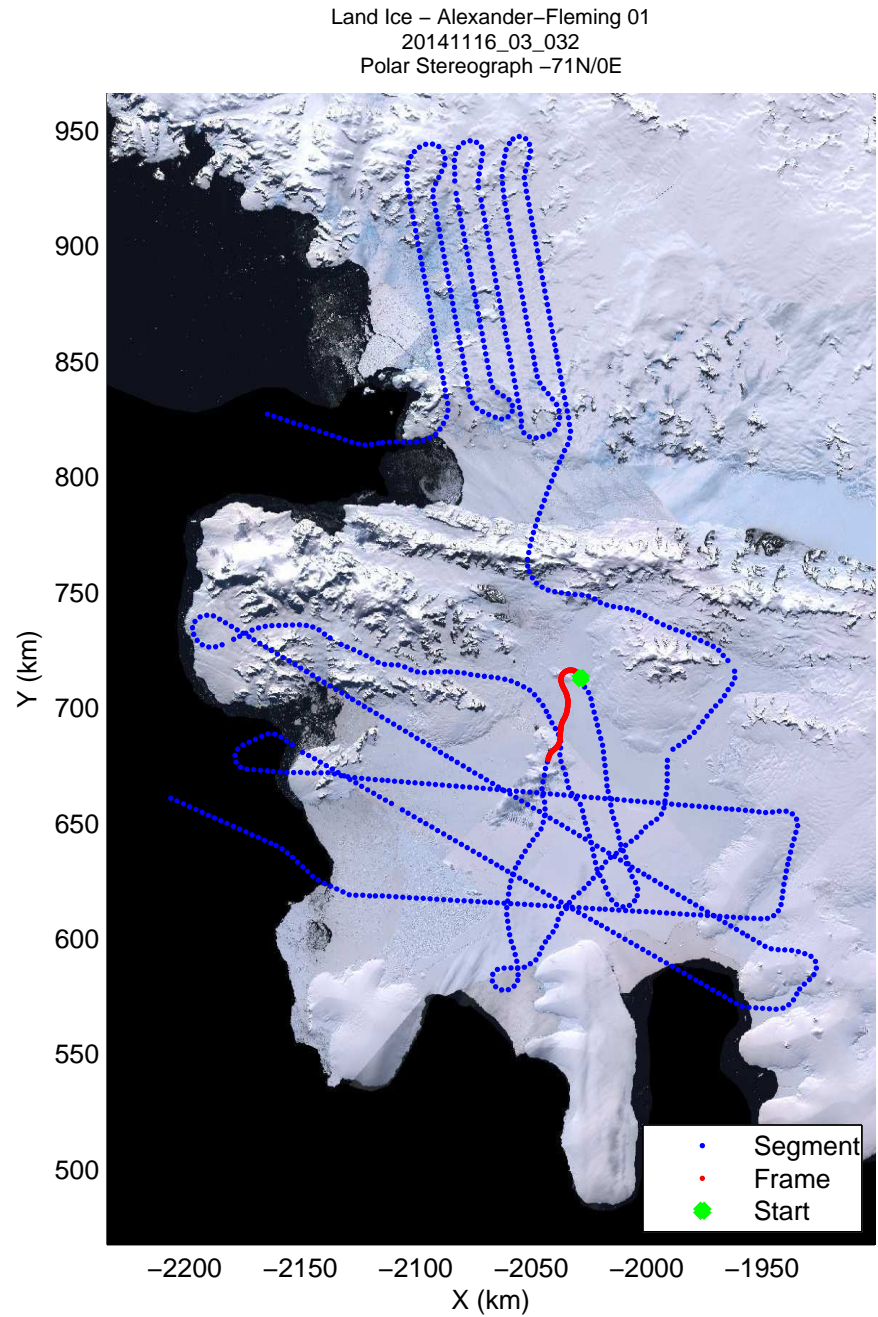 Land Ice − Alexander−Fleming 01
20141116_03_032
Polar Stereograph −71N/0E
950
900
850
800
750
700
650
600
550
500
Y (km)
Segment
Frame
Start
−2200 −2150 −2100 −2050 −2000 −1950
X (km)